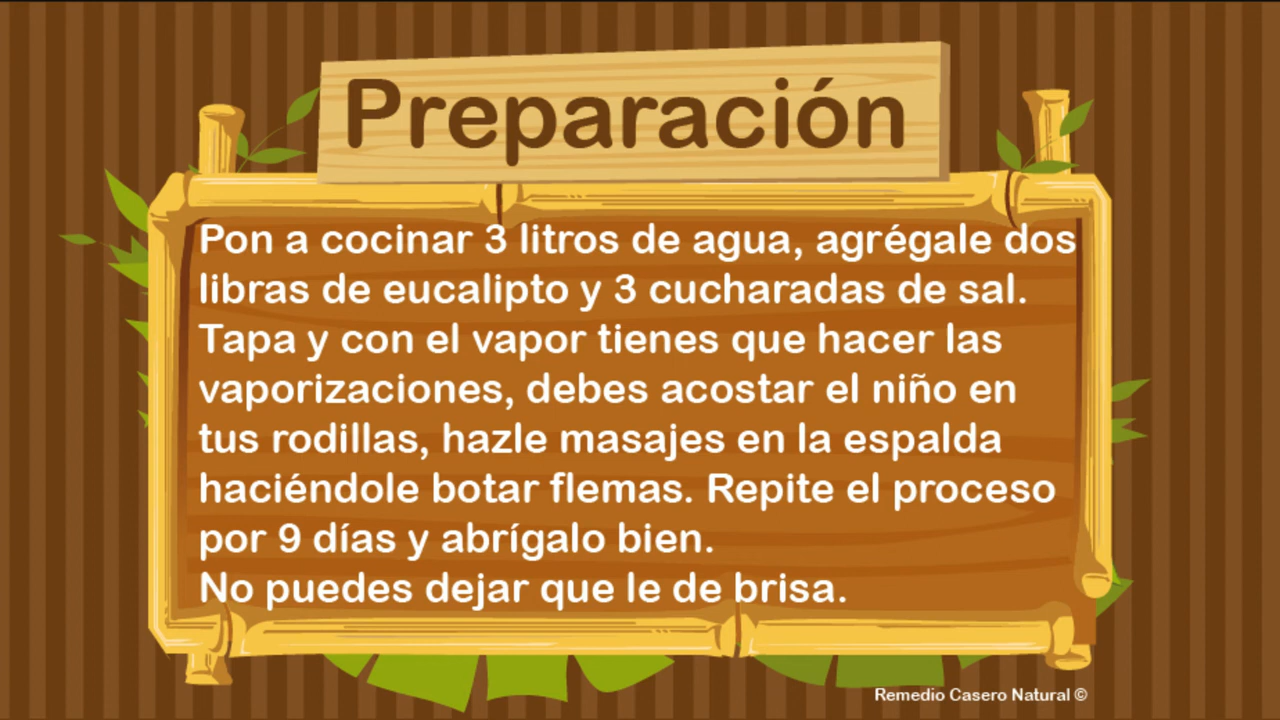 Preparación
Pon a cocinar 3 litros de agua, agrégale dos
libras de eucalipto y 3 cucharadas de sal.
Tapa y con el vapor tienes que hacer las
vaporizaciones, debes acostar el niño en
tus rodillas, hazle masajes en la espalda
haciéndole botar flemas. Repite el proceso
por 9 días y abrígalo bien.
No puedes dejar que le de brisa.
Remedio Casero Natural ©